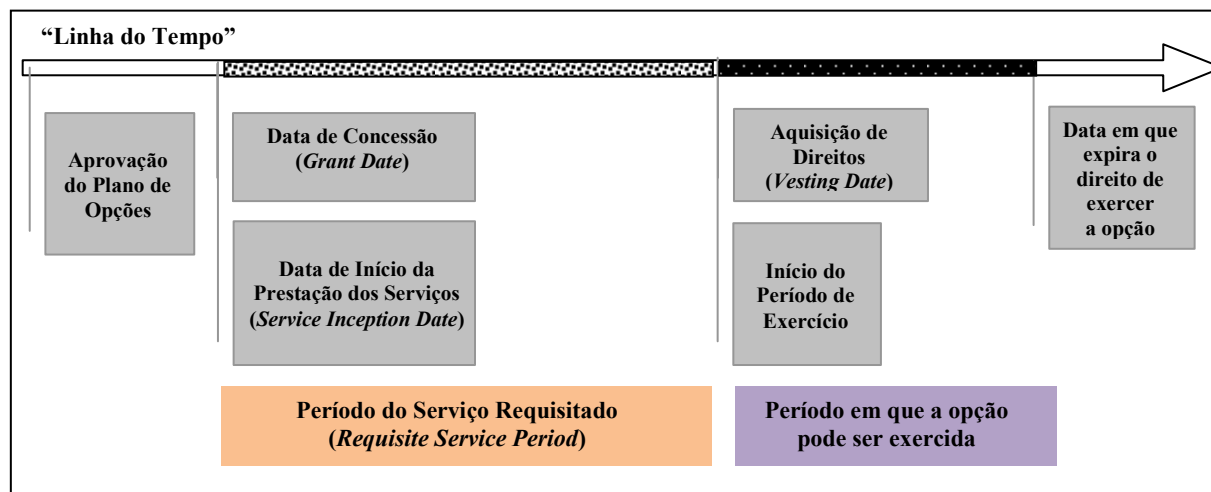 “Linha do Tempo”
Aprovação
do Plano de
Opções
Data de Concessão
(Grant Date)
Data de Início da
Prestação dos Serviços
(Service Inception Date)
Aquisição de
Direitos
(Vesting Date)
Início do
Período de
Exercício
Data em que
expira o
direito de
exercer
a opção
Período do Serviço Requisitado
(Requisite Service Period)
Período em que a opção
pode ser exercida